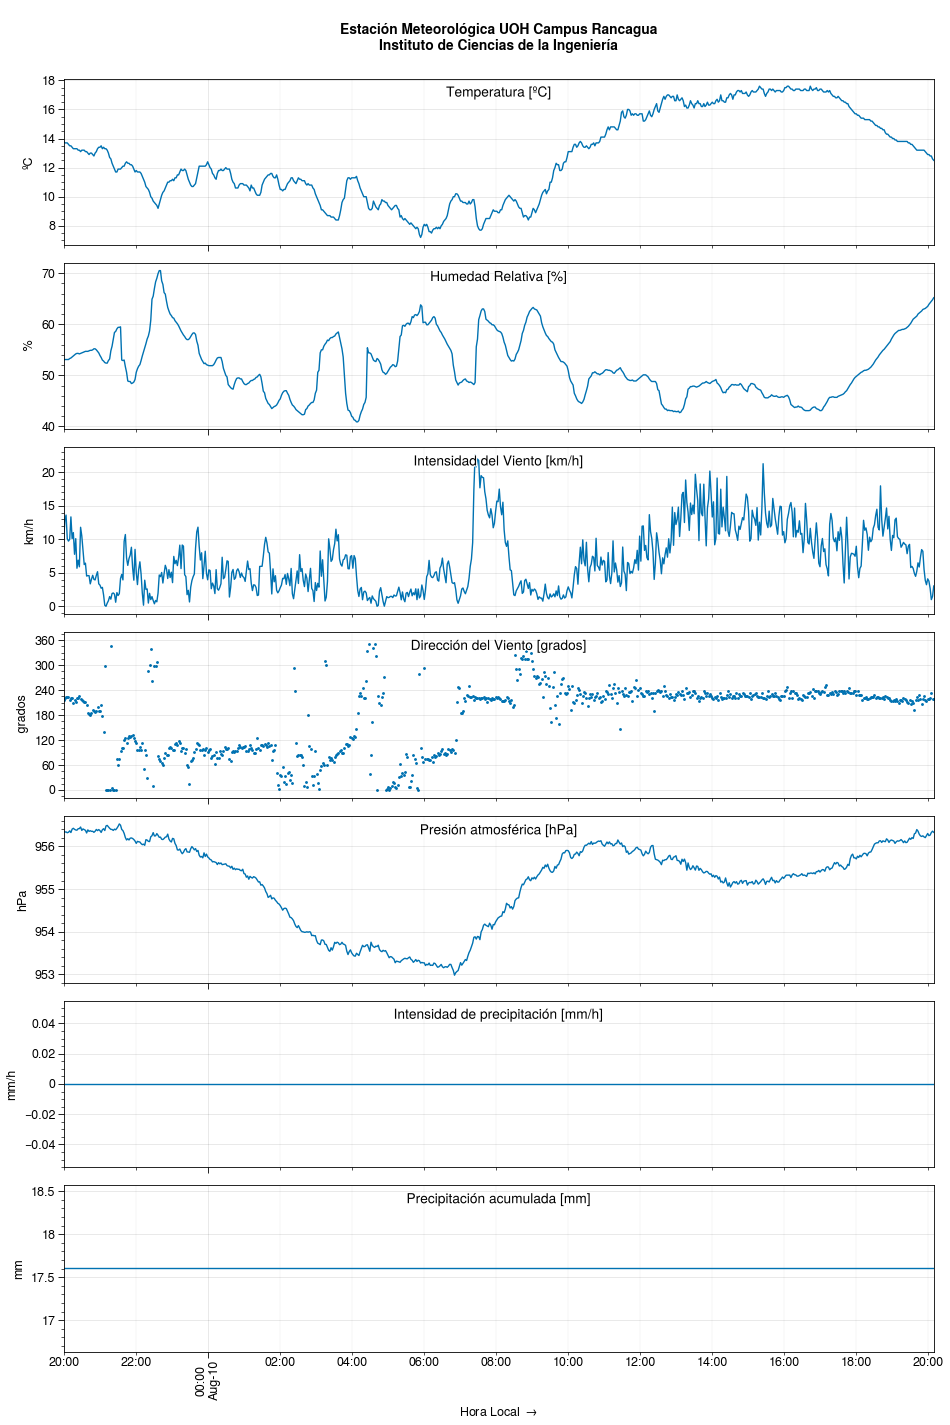 Estación Meteorológica UOH Campus Rancagua
Instituto de Ciencias de la Ingeniería
Temperatura [ºC]
18
16
14
12
10
8
ºC
Humedad Relativa [%]
70
60
50
40
%
Intensidad del Viento [km/h]
20
15
10
5
0
km/h
Dirección del Viento [grados]
360
300
240
180
120
60
0
grados
Presión atmosférica [hPa]
956
955
954
953
hPa
Intensidad de precipitación [mm/h]
0.04
0.02
0
−0.02
−0.04
mm/h
Precipitación acumulada [mm]
18.5
18
17.5
17
mm
20:00 22:00 00:00 02:00 04:00 06:00 08:00 10:00 12:00 14:00 16:00 18:00 20:00
Aug-10
Hora Local →